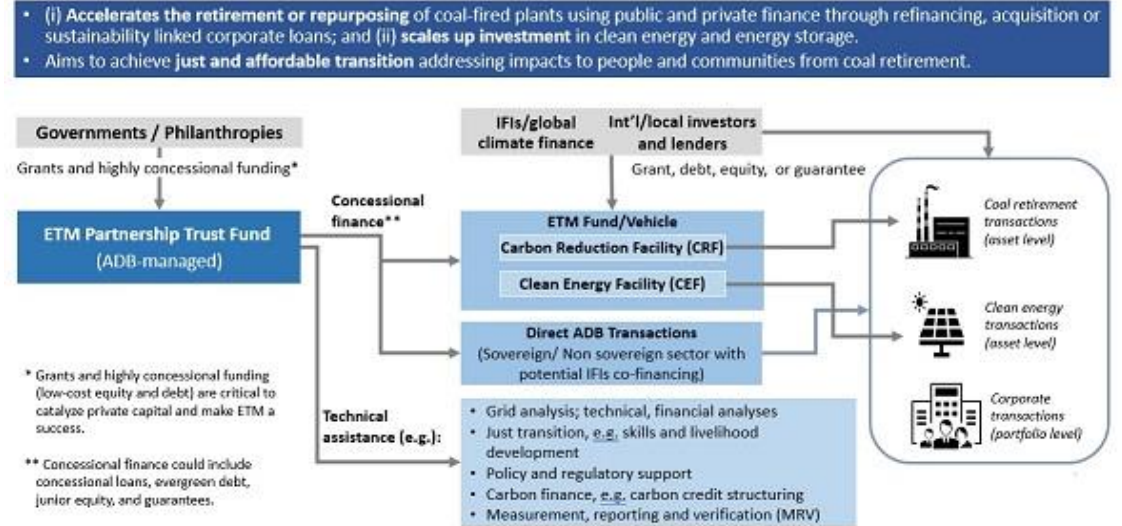 • (i) Accelerates the retirement or repurposing of coal-fired plants using public and private finance through refinancing, acquisition or
sustainability linked corporate loans; and (ii) scales up investment in clean energy and energy storage.
• Aims to achieve just and affordable transition addressing impacts to people and communities from coal retirement.
Governments / Philanthropies
Grants and highly concessional funding*
ETM Partnership Trust Fund
(ADB-managed)
* Grants and highly concessional funding
(low-cost equity and debt) are critical to
catalyze private capital and make ETM a
success.
** Concessional finance could include
concessional loans, evergreen debt,
junior equity, and guarantees.
Concessional
finance**
Technical
assistance (e.g.):
IFIs/global
climate finance
Int'l/local investors
and lenders
Grant, debt, equity, or guarantee
ETM Fund/Vehicle
Carbon Reduction Facility (CRF)
Clean Energy Facility (CEF)
Direct ADB Transactions
(Sovereign/ Non sovereign sector with
potential IFIs co-financing)
• Grid analysis; technical, financial analyses
• Just transition, e.g. skills and livelihood
development
• Policy and regulatory support
• Carbon finance, e.g. carbon credit structuring
• Measurement, reporting and verification (MRV)
Coal retirement
transactions
(asset level)
Clean energy
transactions
(asset level)
Corporate
transactions
(portfolio level)